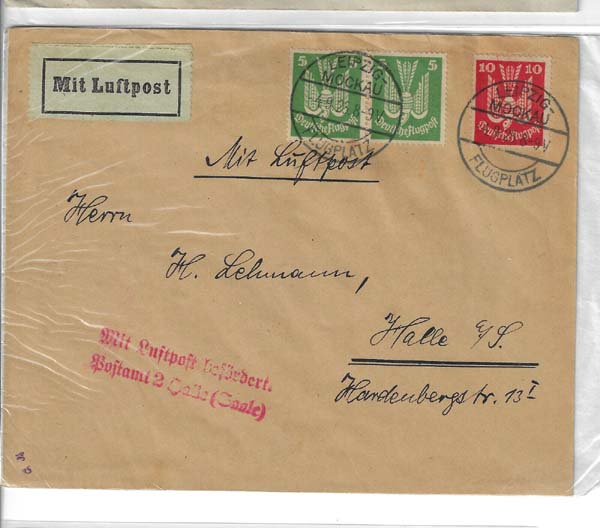 Mit Luftpost
5 5
Deutsche Flugpost Deutsche Flugpost
10 10
Deutsche Flugpost
LEIPZIG-
MOCKAU
FLUGPLATZ
LEIPZIG-
MOCKAU
FLUGPLATZ
Mit Luftpost
Herrn
H. Lehmann,
Halle a/S.
Hardenbergstr. 13 I
Mit Luftpost befördert.
Postamt 2 Halle (Saale)